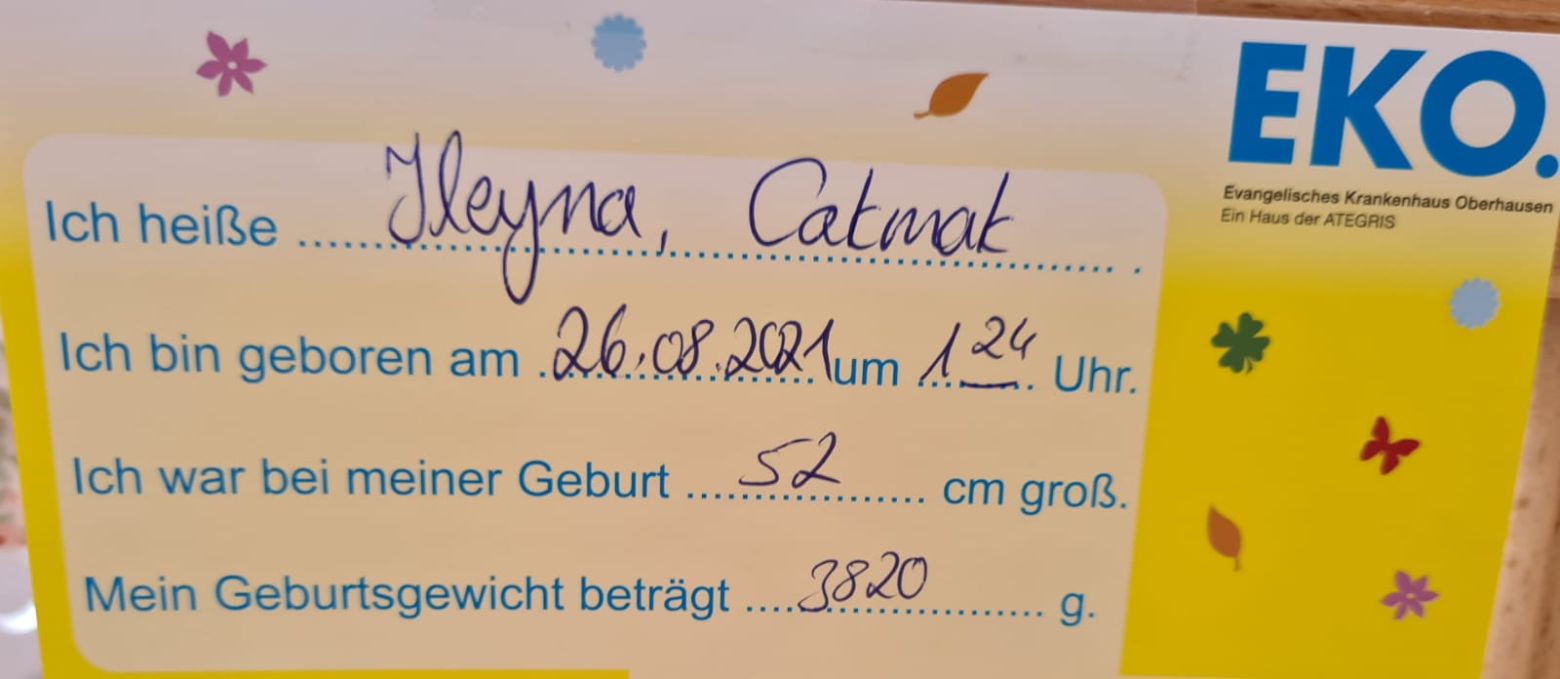 EKO.
Evangelisches Krankenhaus Oberhausen
Ein Haus der ATEGRIS
Ich heiße Ileyna, Catmak.
Ich bin geboren am 26.08.2021 um 1 24 Uhr.
Ich war bei meiner Geburt 52 cm groß.
Mein Geburtsgewicht beträgt 3820 g.